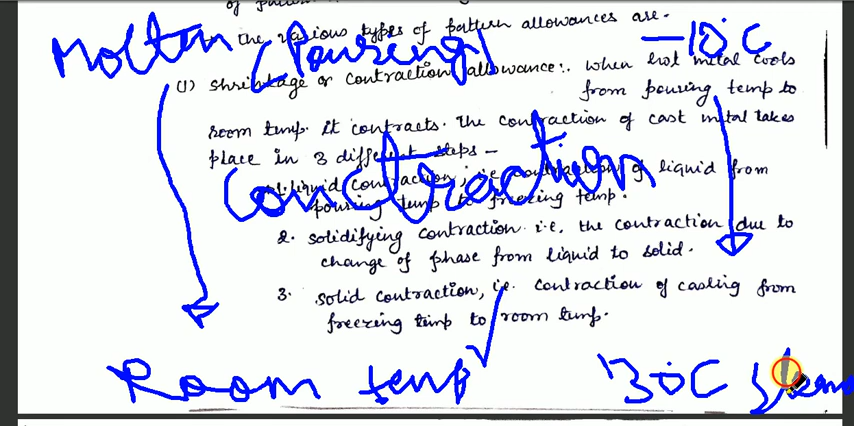 of
→ the various types of pattern allowances are.
Molten (Pouring) -10°C
(1) shrinkage or contraction allowance:. when hot metal cools
from pouring temp to
room temp. it contracts. The contraction of cast metal takes
place in 3 different steps -
liquid contraction, i.e. contraction of liquid from
pouring temp to freezing temp.
Conctraction
2. solidifying contraction i.e. the contraction due to
change of phase from liquid to solid.
3. solid contraction, i.e. contraction of casting from
freezing temp to room temp.
Room temp 130°C